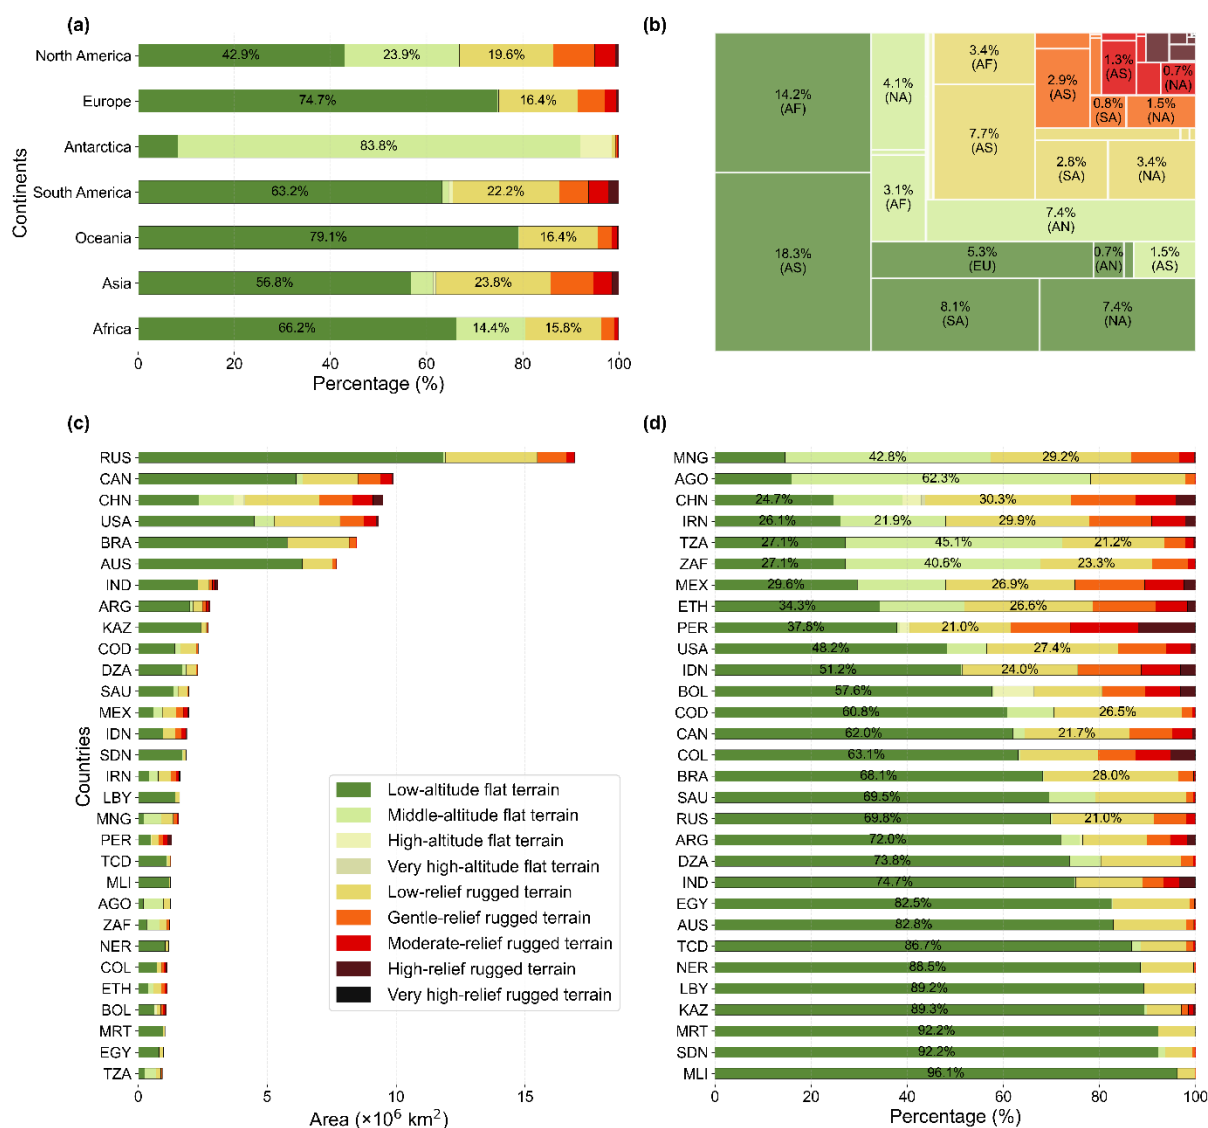 (a)
Continents
North America
42.9%
23.9%
19.6%
Europe
74.7%
16.4%
Antarctica
83.8%
South America
63.2%
22.2%
Oceania
79.1%
16.4%
Asia
56.8%
23.8%
Africa
66.2%
14.4%
15.8%
0 20 40 60 80 100
Percentage (%)
(b)
14.2%
(AF)
18.3%
(AS)
4.1%
(NA)
3.1%
(AF)
3.4%
(AF)
7.7%
(AS)
2.9%
(AS)
1.3%
(AS)
0.7%
(NA)
0.8%
(SA)
1.5%
(NA)
2.8%
(SA)
3.4%
(NA)
7.4%
(AN)
5.3%
(EU)
0.7%
(AN)
1.5%
(AS)
8.1%
(SA)
7.4%
(NA)
(c)
Countries
RUS
CAN
CHN
USA
BRA
AUS
IND
ARG
KAZ
COD
DZA
SAU
MEX
IDN
SDN
IRN
LBY
MNG
PER
TCD
MLI
AGO
ZAF
NER
COL
ETH
BOL
MRT
EGY
TZA
Low-altitude flat terrain
Middle-altitude flat terrain
High-altitude flat terrain
Very high-altitude flat terrain
Low-relief rugged terrain
Gentle-relief rugged terrain
Moderate-relief rugged terrain
High-relief rugged terrain
Very high-relief rugged terrain
0 5 10 15
Area (×10⁶ km²)
(d)
MNG 42.8% 29.2%
AGO 62.3%
CHN 24.7% 30.3%
IRN 26.1% 21.9% 29.9%
TZA 27.1% 45.1% 21.2%
ZAF 27.1% 40.6% 23.3%
MEX 29.6% 26.9%
ETH 34.3% 26.6%
PER 37.8% 21.0%
USA 48.2% 27.4%
IDN 51.2% 24.0%
BOL 57.6%
COD 60.8% 26.5%
CAN 62.0% 21.7%
COL 63.1%
BRA 68.1% 28.0%
SAU 69.5%
RUS 69.8% 21.0%
ARG 72.0%
DZA 73.8%
IND 74.7%
EGY 82.5%
AUS 82.8%
TCD 86.7%
NER 88.5%
LBY 89.2%
KAZ 89.3%
MRT 92.2%
SDN 92.2%
MLI 96.1%
0 20 40 60 80 100
Percentage (%)